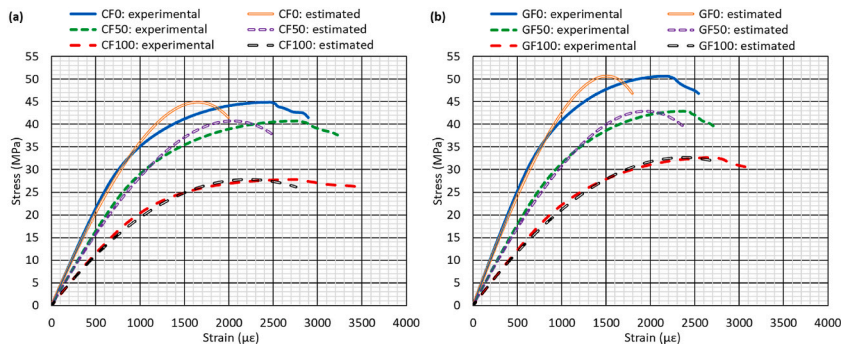 (a)
CF0: experimental
CF0: estimated
CF50: experimental
CF50: estimated
CF100: experimental
CF100: estimated
55
50
45
40
35
30
25
20
15
10
5
0
Stress (MPa)
0 500 1000 1500 2000 2500 3000 3500 4000
Strain (με)
(b)
GF0: experimental
GF0: estimated
GF50: experimental
GF50: estimated
GF100: experimental
GF100: estimated
55
50
45
40
35
30
25
20
15
10
5
0
Stress (MPa)
0 500 1000 1500 2000 2500 3000 3500 4000
Strain (με)